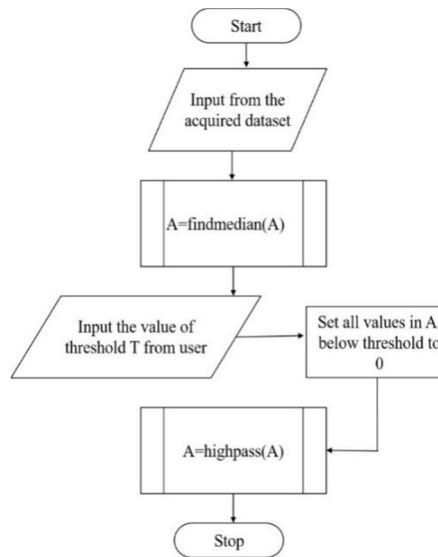 Start
Input from the
acquired dataset
A=findmedian(A)
Input the value of
threshold T from user
Set all values in A
below threshold to
0
A=highpass(A)
Stop